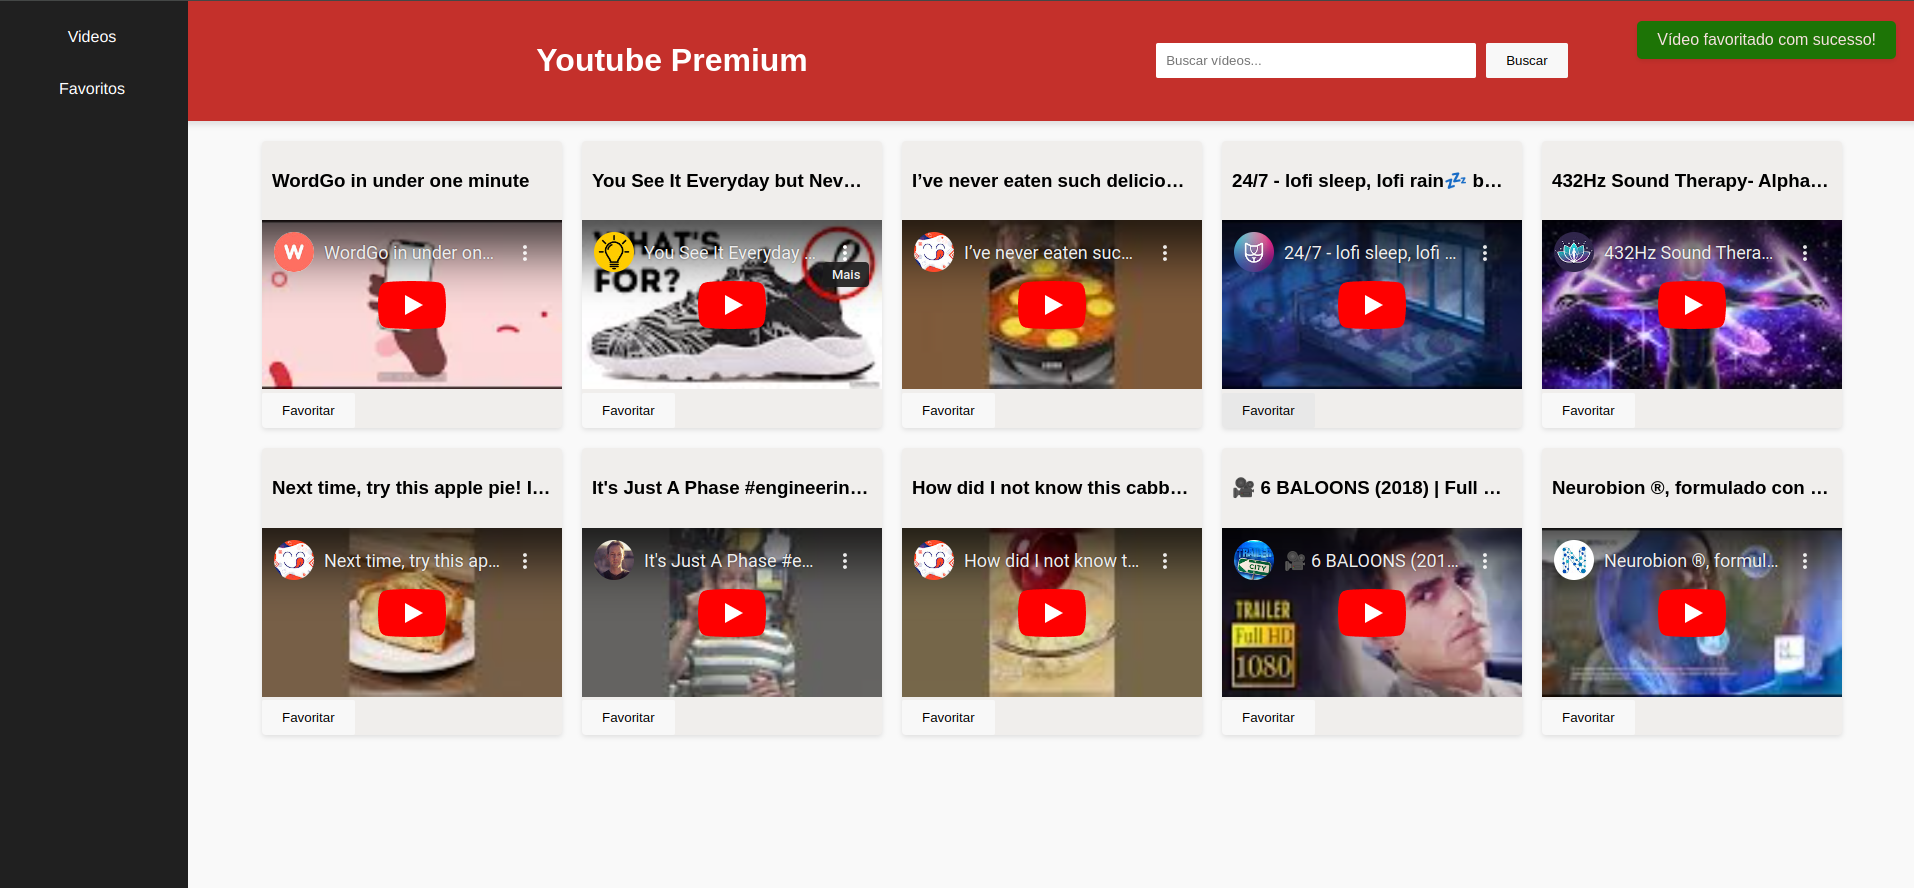 Videos
Favoritos
Youtube Premium
Buscar vídeos...
Buscar
Vídeo favoritado com sucesso!
WordGo in under one minute
You See It Everyday but Nev...
I've never eaten such delicio...
24/7 - lofi sleep, lofi rain💤 b...
432Hz Sound Therapy- Alpha...
W
WordGo in under on...
WHAT'S
FOR?
You See It Everyday ...
Mais
I've never eaten suc...
24/7 - lofi sleep, lofi ...
432Hz Sound Thera...
Favoritar
Favoritar
Favoritar
Favoritar
Favoritar
Next time, try this apple pie! I...
It's Just A Phase #engineerin...
How did I not know this cabb...
🎥 6 BALOONS (2018) | Full ...
Neurobion ®, formulado con ...
Next time, try this ap...
It's Just A Phase #e...
How did I not know t...
TRAILER
CITY
🎥 6 BALOONS (201...
TRAILER
Full HD
1080
N
Neurobion ®, formul...
Favoritar
Favoritar
Favoritar
Favoritar
Favoritar